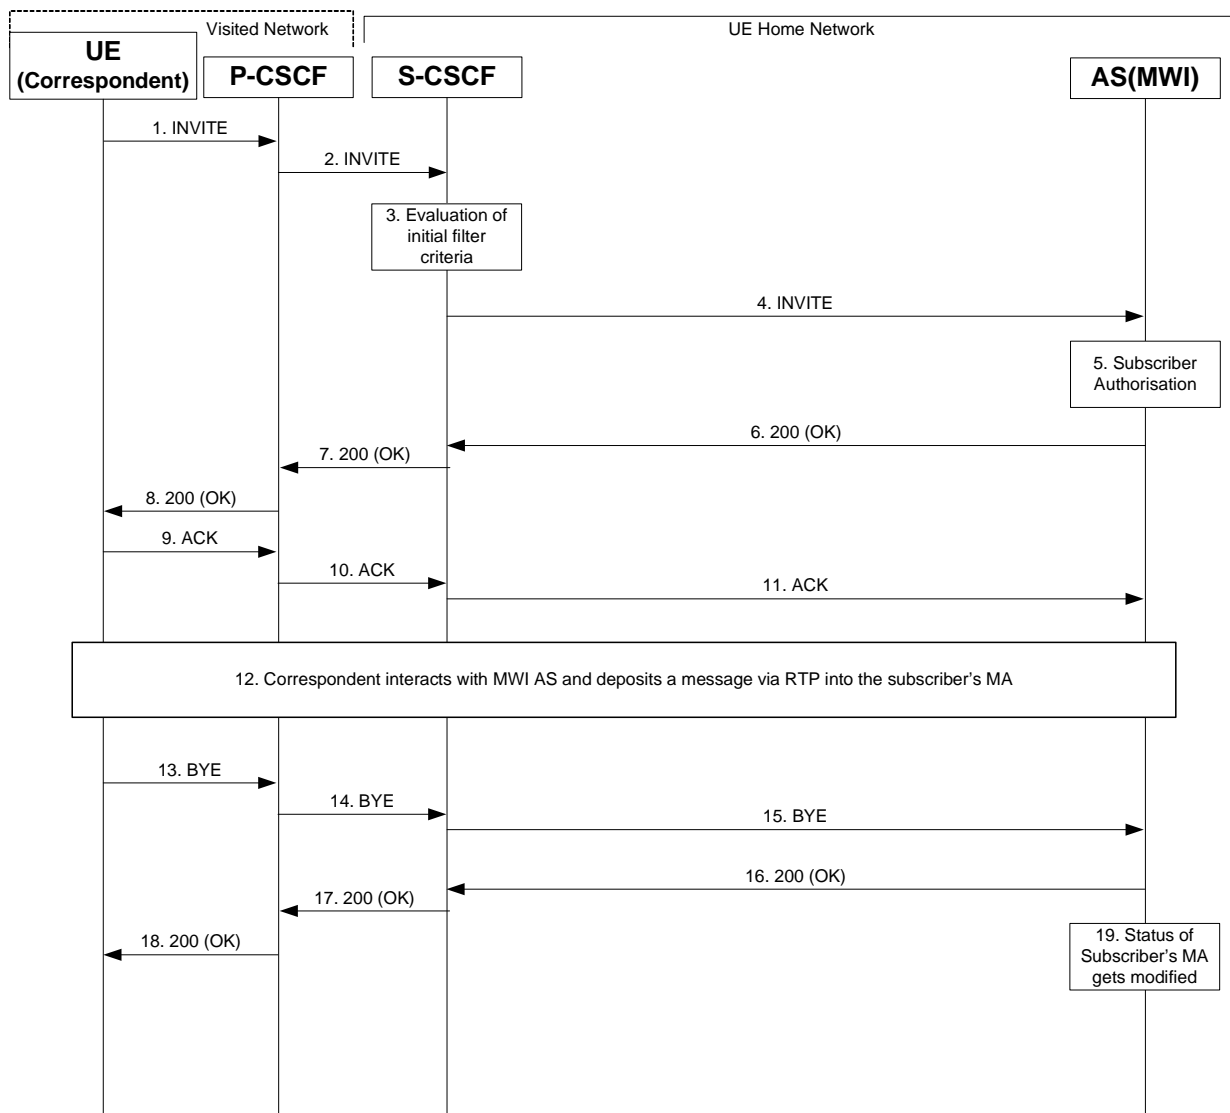 Visited Network
UE Home Network
UE
(Correspondent)
P-CSCF
S-CSCF
AS(MWI)
1. INVITE
2. INVITE
3. Evaluation of
initial filter
criteria
4. INVITE
5. Subscriber
Authorisation
6. 200 (OK)
7. 200 (OK)
8. 200 (OK)
9. ACK
10. ACK
11. ACK
12. Correspondent interacts with MWI AS and deposits a message via RTP into the subscriber’s MA
13. BYE
14. BYE
15. BYE
16. 200 (OK)
17. 200 (OK)
18. 200 (OK)
19. Status of
Subscriber’s MA
gets modified